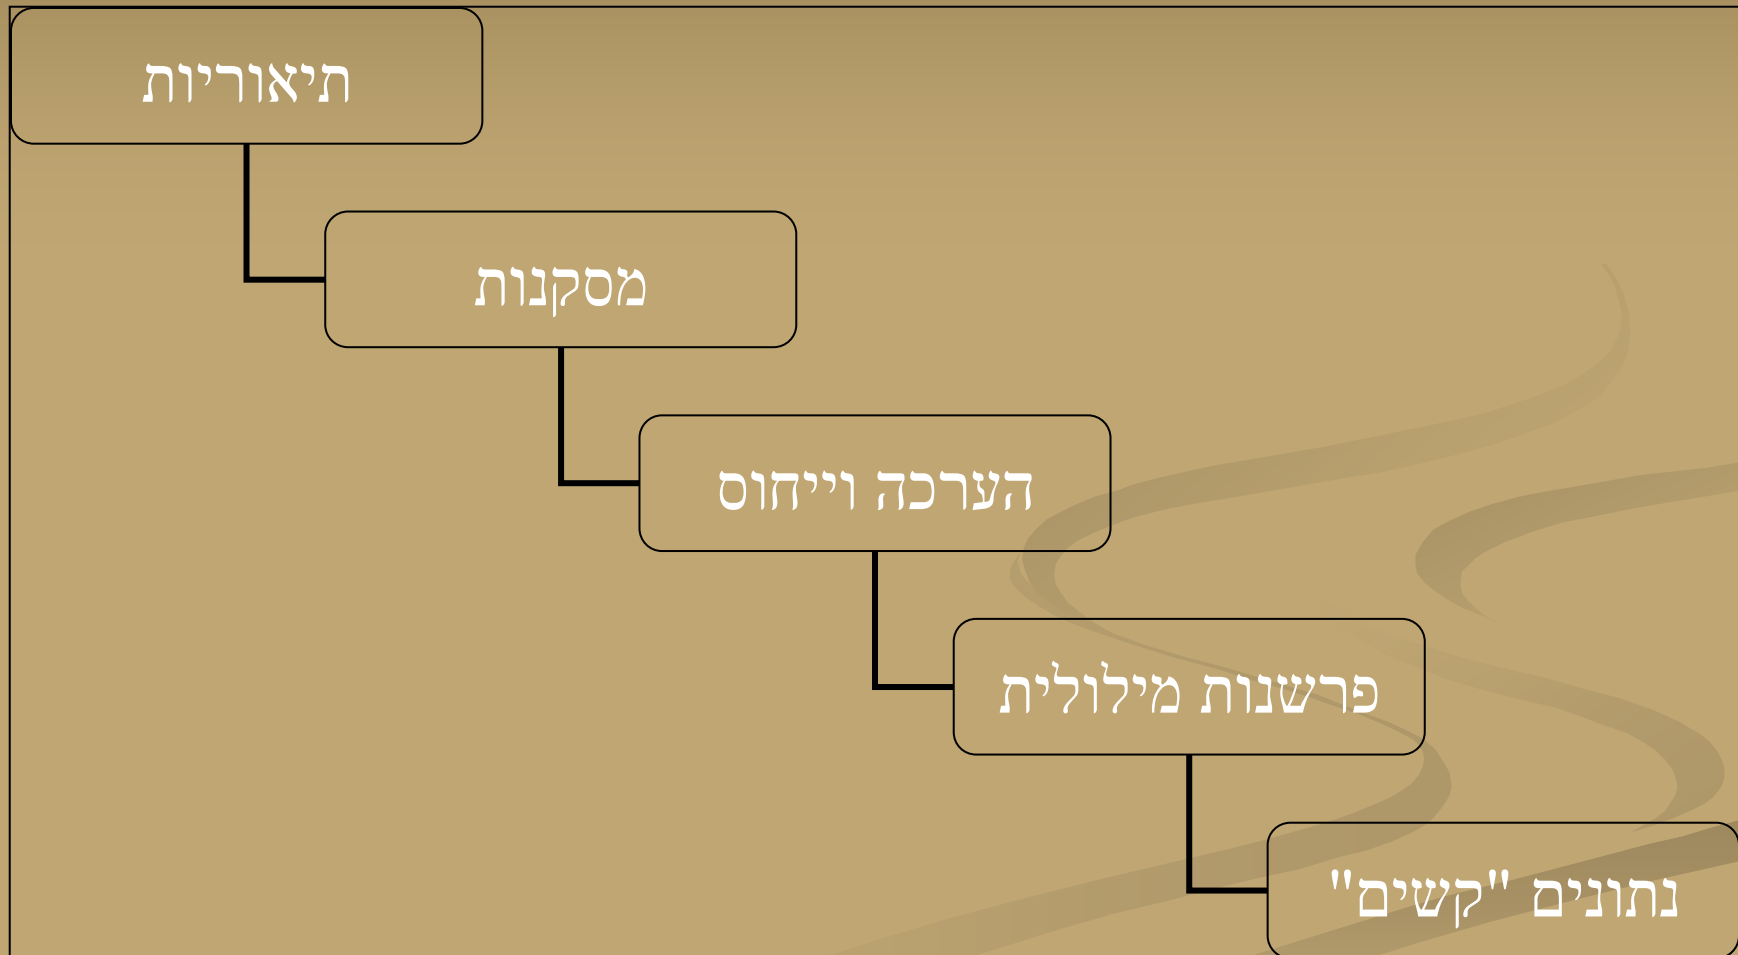 תיאוריות
מסקנות
הערכה וייחוס
פרשנות מילולית
נתונים "קשים"